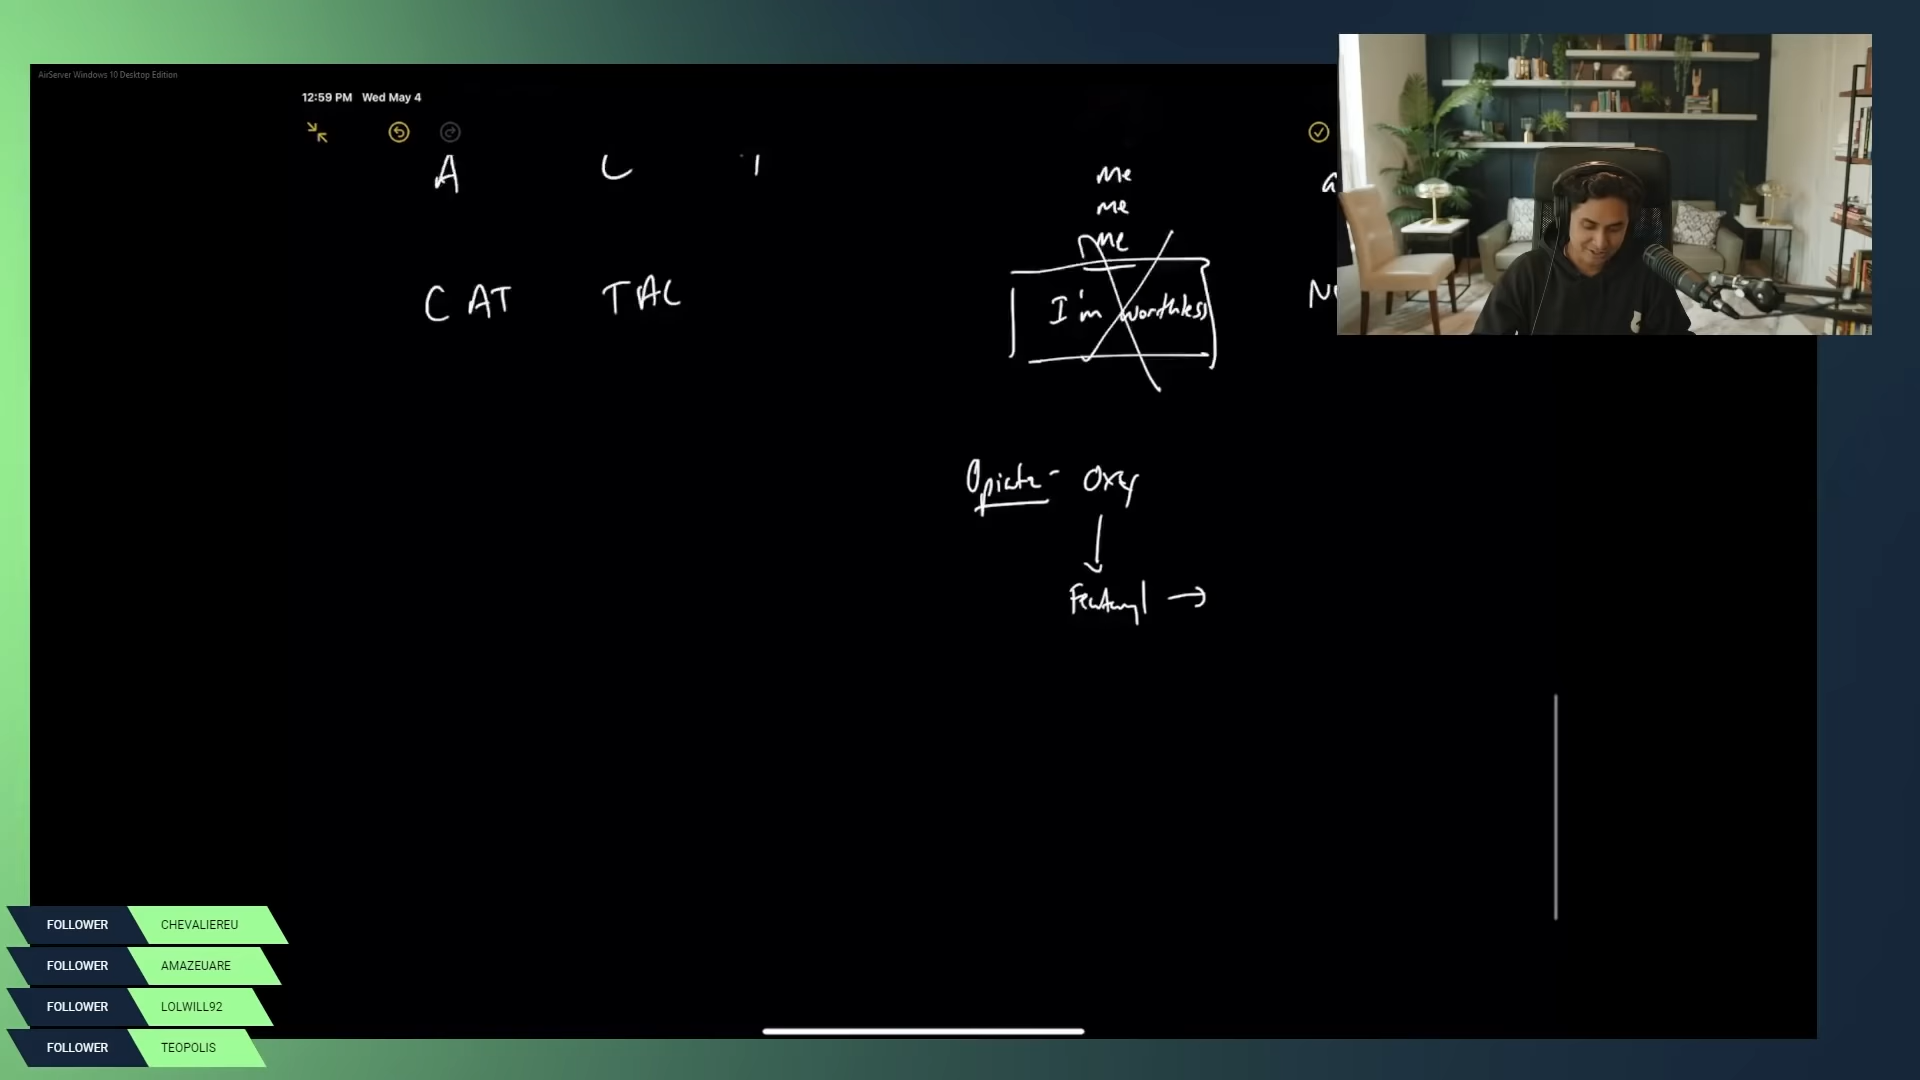 AirServer Windows 10 Desktop Edition
12:59 PM Wed May 4
A C T
me
me
me
a
CAT TAC
I'm worthless
N
Opiate - Oxy
Fentanyl →
FOLLOWER CHEVALIEREU
FOLLOWER AMAZEUARE
FOLLOWER LOLWILL92
FOLLOWER TEOPOLIS